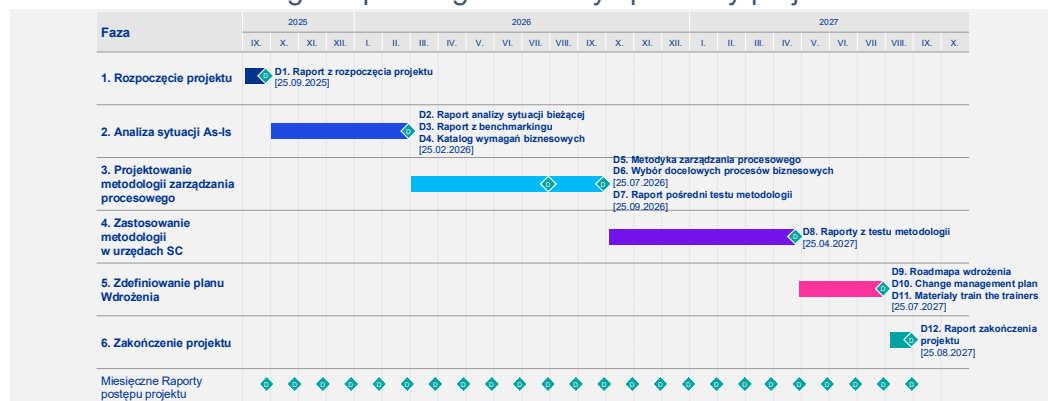 Faza
2025 2026 2027
IX. X. XI. XII. I. II. III. IV. V. VI. VII. VIII. IX. X. XI. XII. I. II. III. IV. V. VI. VII VIII. IX. X.
1. Rozpoczęcie projektu
D
D1. Raport z rozpoczęcia projektu
[25.09.2025]
2. Analiza sytuacji As-Is
D
D2. Raport analizy sytuacji bieżącej
D3. Raport z benchmarkingu
D4. Katalog wymagań biznesowych
[25.02.2026]
3. Projektowanie
metodologii zarządzania
procesowego
D D
D5. Metodyka zarządzania procesowego
D6. Wybór docelowych procesów biznesowych
[25.07.2026]
D7. Raport pośredni testu metodologii
[25.09.2026]
4. Zastosowanie
metodologii
w urzędach SC
D
D8. Raporty z testu metodologii
[25.04.2027]
5. Zdefiniowanie planu
Wdrożenia
D
D9. Roadmapa wdrożenia
D10. Change management plan
D11. Materiały train the trainers
[25.07.2027]
6. Zakończenie projektu
D
D12. Raport zakończenia
projektu
[25.08.2027]
Miesięczne Raporty
postępu projektu
D D D D D D D D D D D D D D D D D D D D D D D D